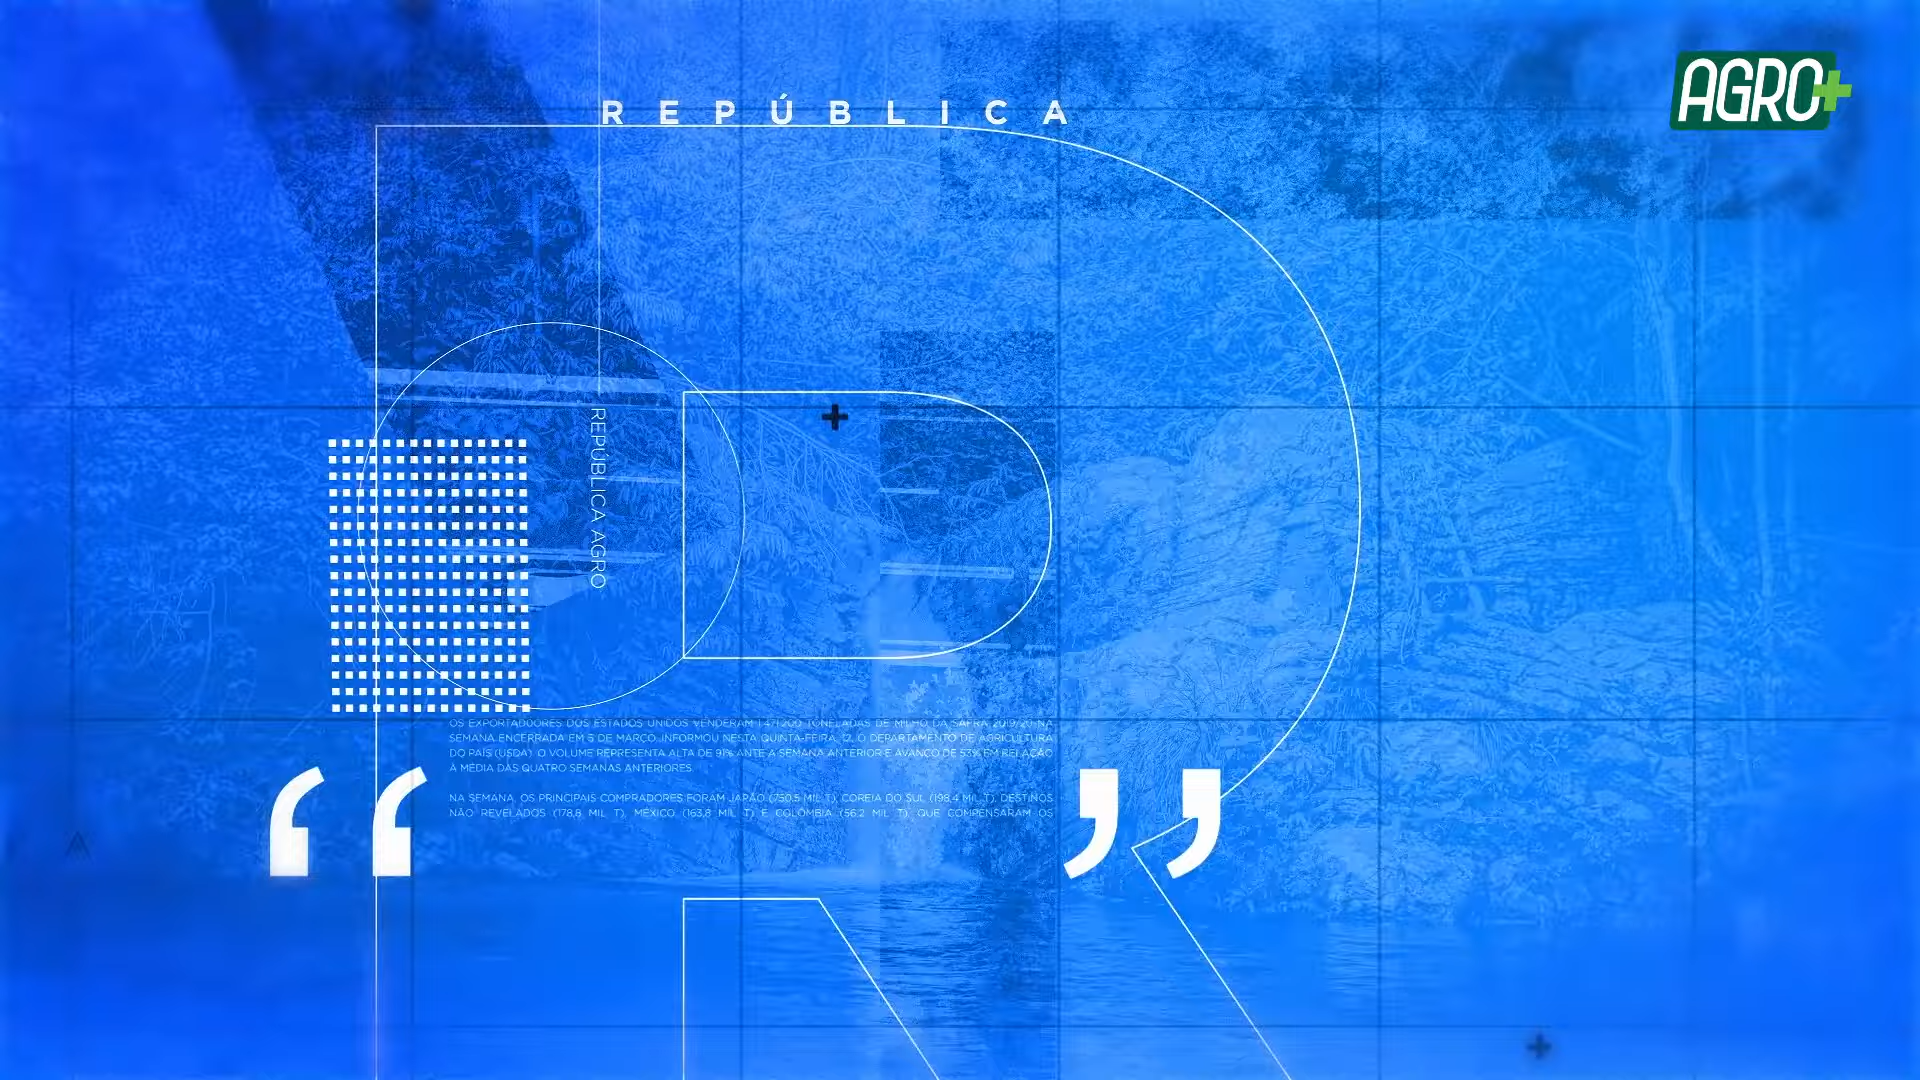 REPÚBLICA
AGRO+
REPÚBLICA AGRO
OS EXPORTADOORES DOS ESTADOS UNIDOS VENDERAM 1.471.200 TONELADAS DE MILHO DA SAFRA 2019/20 NA
SEMANA ENCERRADA EM 5 DE MARÇO, INFORMOU NESTA QUINTA-FEIRA, 12, O DEPARTAMENTO DE AGRICULTURA
DO PAÍS (USDA). O VOLUME REPRESENTA ALTA DE 91% ANTE A SEMANA ANTERIOR E AVANÇO DE 53% EM RELAÇÃO
À MÉDIA DAS QUATRO SEMANAS ANTERIORES.
NA SEMANA, OS PRINCIPAIS COMPRADORES FORAM JAPÃO (750,5 MIL T), COREIA DO SUL (198,4 MIL T), DESTINOS
NÃO REVELADOS (178,8 MIL T), MÉXICO (163,8 MIL T) E COLÔMBIA (56,2 MIL T), QUE COMPENSARAM OS
“ ”
R